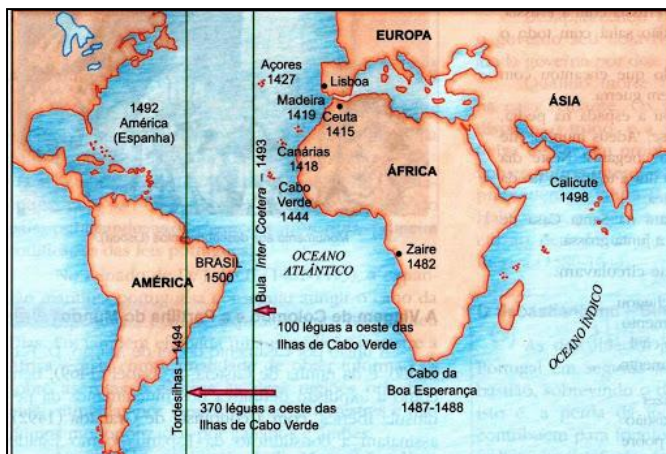 EUROPA
Açores
1427
Lisboa
ÁSIA
1492
América
(Espanha)
Madeira
1419
Ceuta
1415
Canárias
1418
ÁFRICA
Calicute
1498
Cabo
Verde
1444
Bula Inter Coetera – 1493
BRASIL
1500
AMÉRICA
OCEANO
ATLÂNTICO
Zaire
1482
OCEANO ÍNDICO
100 léguas a oeste das
Ilhas de Cabo Verde
Tordesilhas – 1494
Cabo da
Boa Esperança
1487-1488
370 léguas a oeste das
Ilhas de Cabo Verde